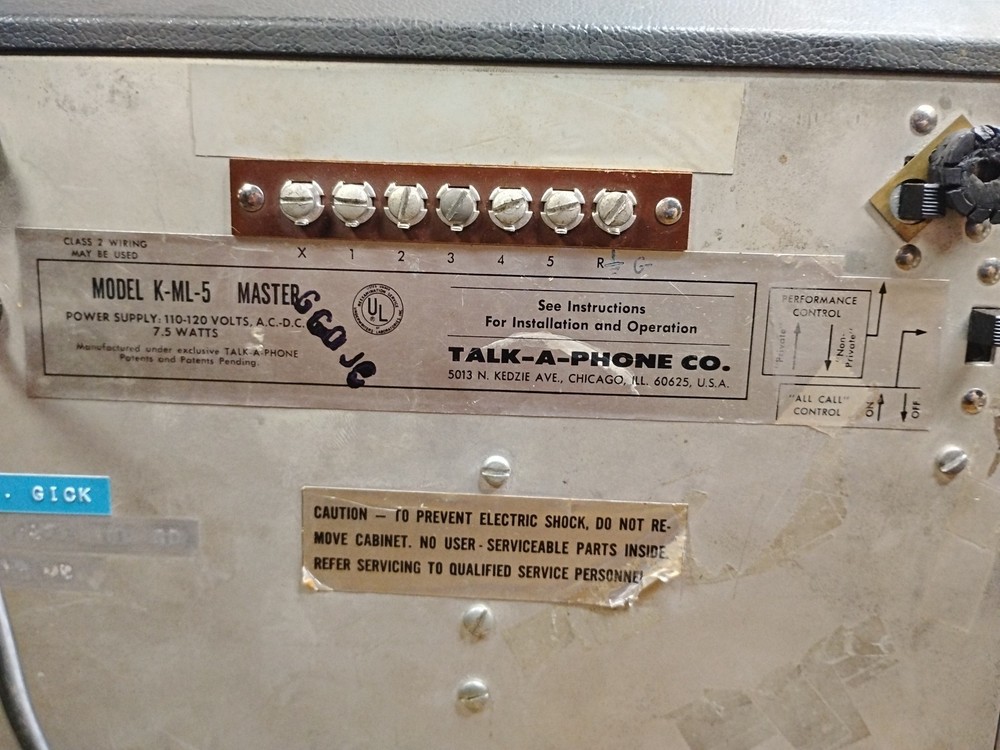 CLASS 2 WIRING
MAY BE USED
X 1 2 3 4 5 R G
MODEL K-ML-5 MASTER
POWER SUPPLY: 110-120 VOLTS, A.C.-D.C.
7.5 WATTS
Manufactured under exclusive TALK-A-PHONE
Patents and Patents Pending.
UL
See Instructions
For Installation and Operation
TALK-A-PHONE CO.
5013 N. KEDZIE AVE., CHICAGO, ILL. 60625, U.S.A.
PERFORMANCE
CONTROL
"Private"
"Non-
Private"
"ALL CALL"
CONTROL
ON
OFF
. GICK
CAUTION — TO PREVENT ELECTRIC SHOCK, DO NOT RE-
MOVE CABINET. NO USER-SERVICEABLE PARTS INSIDE.
REFER SERVICING TO QUALIFIED SERVICE PERSONNEL